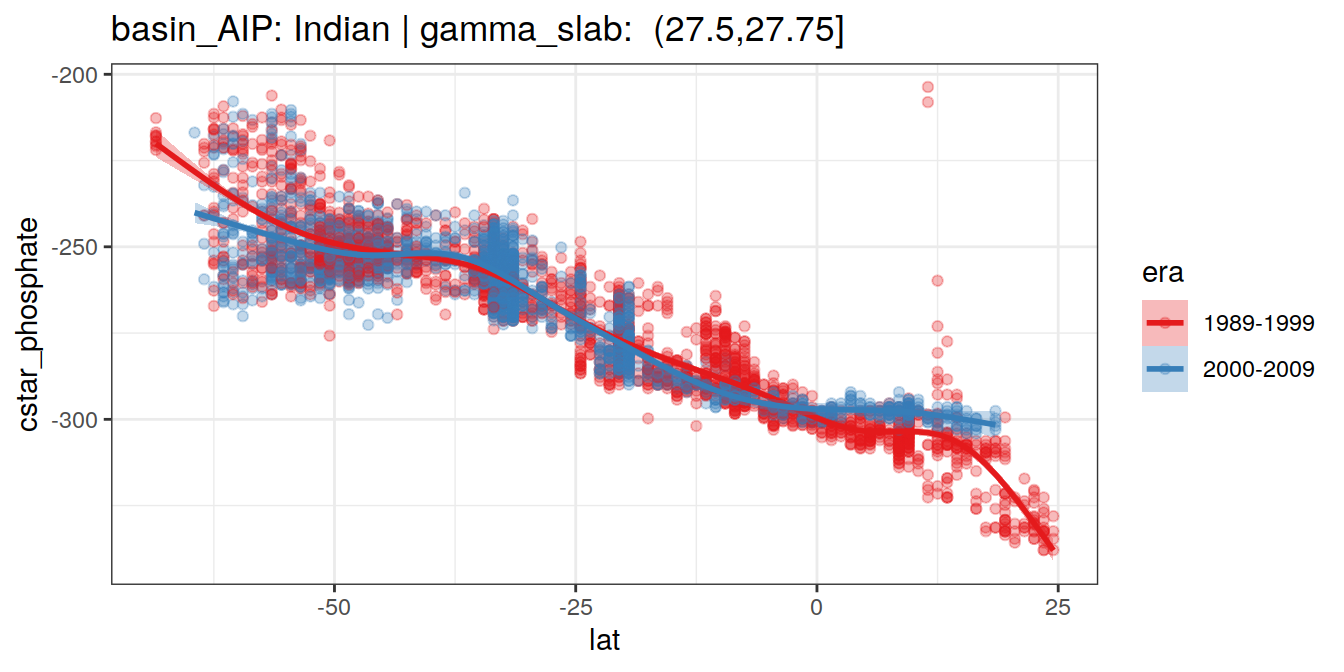 basin_AIP: Indian | gamma_slab:  (27.5,27.75]
-200
-250
-300
cstar_phosphate
-50
-25
0
25
lat
era
1989-1999
2000-2009